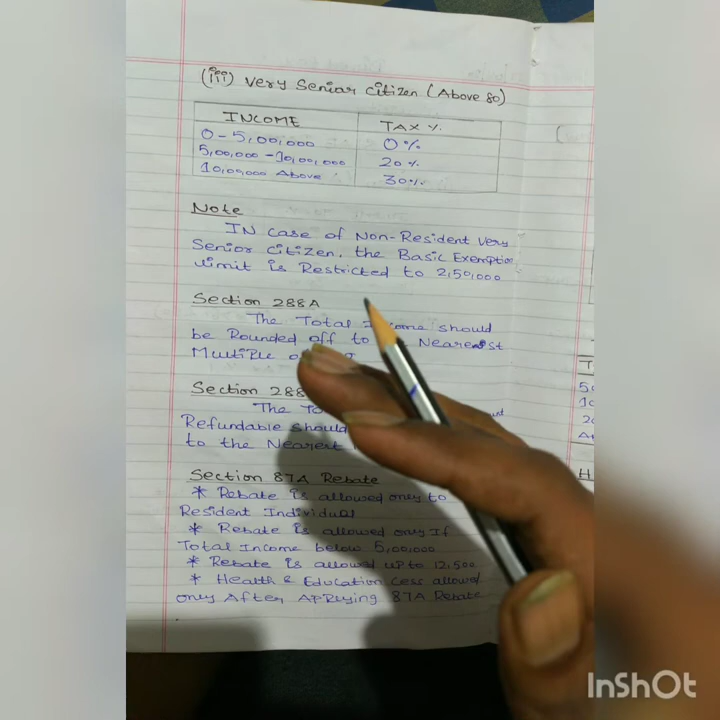 (iii) Very Senior Citizen (Above 80)
INCOME TAX %
0 - 5,00,000 0%
5,00,000 - 10,00,000 20%
10,00,000 Above 30%
Note
IN case of Non-Resident Very
Senior Citizen, the Basic Exemption
limit is Restricted to 2,50,000
Section 288A
The Total Income should
be Rounded off to Nearest
Multiple
Section 288
The
Refundable should
to the Nearest
Section 87A Rebate
* Rebate is allowed only to
Resident Individual
* Rebate is allowed only If
Total Income below 5,00,000
* Rebate is allowed up to 12,500
* Health & Education Cess allowed
only After Applying 87A Rebate
InShOt